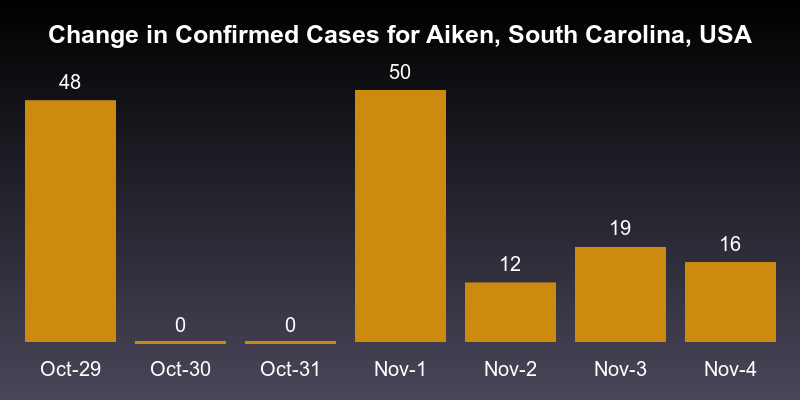 Change in Confirmed Cases for Aiken, South Carolina, USA
48
0
0
50
12
19
16
Oct-29
Oct-30
Oct-31
Nov-1
Nov-2
Nov-3
Nov-4